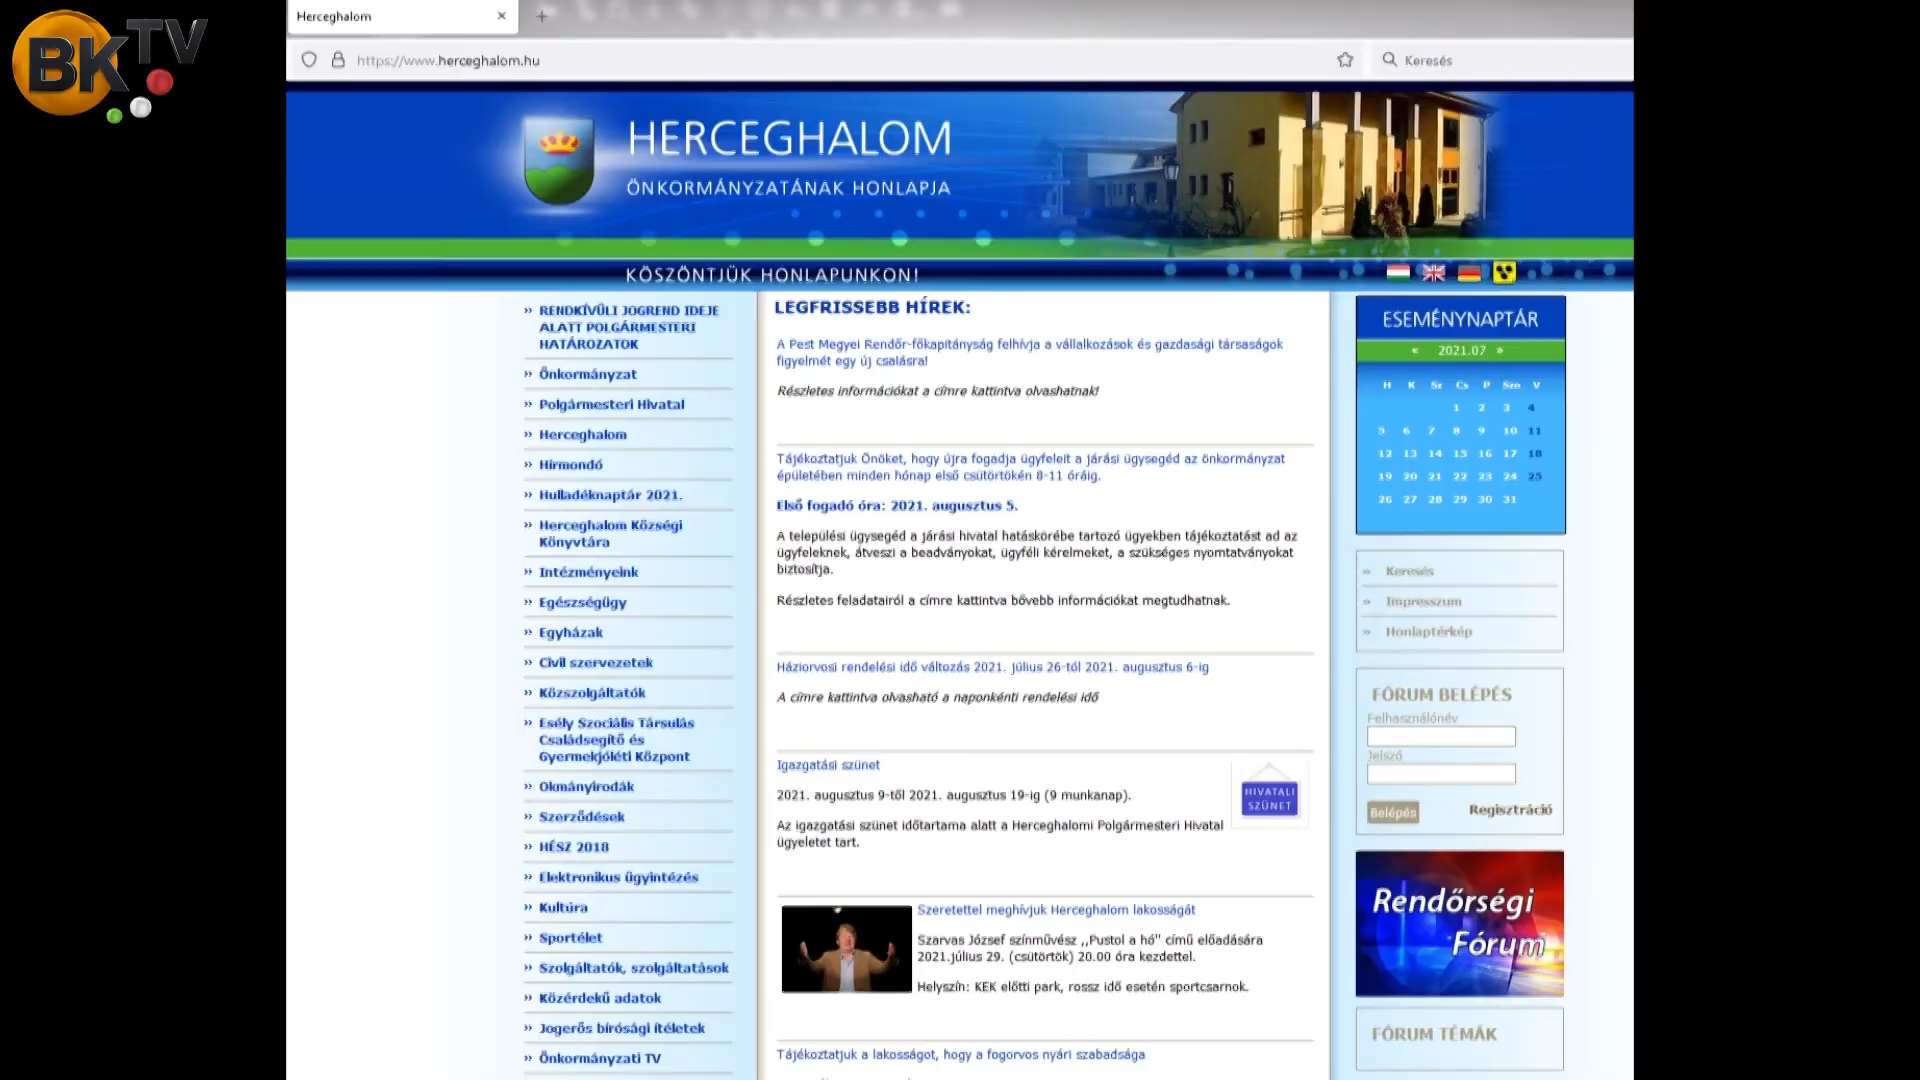 BKTV
Herceghalom
https://www.herceghalom.hu
Keresés
HERCEGHALOM
ÖNKORMÁNYZATÁNAK HONLAPJA
KÖSZÖNTJÜK HONLAPUNKON!
RENDKÍVÜLI JOGREND IDEJE
ALATT POLGÁRMESTERI
HATÁROZATOK
Önkormányzat
Polgármesteri Hivatal
Herceghalom
Hírmondó
Hulladéknaptár 2021.
Herceghalom Községi
Könyvtára
Intézményeink
Egészségügy
Egyházak
Civil szervezetek
Közszolgáltatók
Esély Szociális Társulás
Családsegítő és
Gyermekjóléti Központ
Okmányirodák
Szerződések
HÉSZ 2018
Elektronikus ügyintézés
Kultúra
Sportélet
Szolgáltatók, szolgáltatások
Közérdekű adatok
Jogerős bírósági ítéletek
Önkormányzati TV
LEGFRISSEBB HÍREK:
A Pest Megyei Rendőr-főkapitányság felhívja a vállalkozások és gazdasági társaságok
figyelmét egy új csalásra!
Részletes információkat a címre kattintva olvashatnak!
Tájékoztatjuk Önöket, hogy újra fogadja ügyfeleit a járási ügysegéd az önkormányzat
épületében minden hónap első csütörtökén 8-11 óráig.
Első fogadó óra: 2021. augusztus 5.
A települési ügysegéd a járási hivatal hatáskörébe tartozó ügyekben tájékoztatást ad az
ügyfeleknek, átveszi a beadványokat, ügyféli kérelmeket, a szükséges nyomtatványokat
biztosítja.
Részletes feladatairól a címre kattintva bővebb információkat megtudhatnak.
Háziorvosi rendelési idő változás 2021. július 26-tól 2021. augusztus 6-ig
A címre kattintva olvasható a naponkénti rendelési idő
Igazgatási szünet
2021. augusztus 9-től 2021. augusztus 19-ig (9 munkanap).
Az igazgatási szünet időtartama alatt a Herceghalomi Polgármesteri Hivatal
ügyeletet tart.
HIVATALI
SZÜNET
Szeretettel meghívjuk Herceghalom lakosságát
Szarvas József színművész ,,Pustol a hó" című előadására
2021.július 29. (csütörtök) 20.00 óra kezdettel.
Helyszín: KEK előtti park, rossz idő esetén sportcsarnok.
Tájékoztatjuk a lakosságot, hogy a fogorvos nyári szabadsága
ESEMÉNYNAPTÁR
« 2021.07 »
H K Sz Cs P Szo V
1 2 3 4
5 6 7 8 9 10 11
12 13 14 15 16 17 18
19 20 21 22 23 24 25
26 27 28 29 30 31
Keresés
Impresszum
Honlaptérkép
FÓRUM BELÉPÉS
Felhasználónév
Jelszó
Belépés Regisztráció
Rendőrségi
Fórum
FÓRUM TÉMÁK